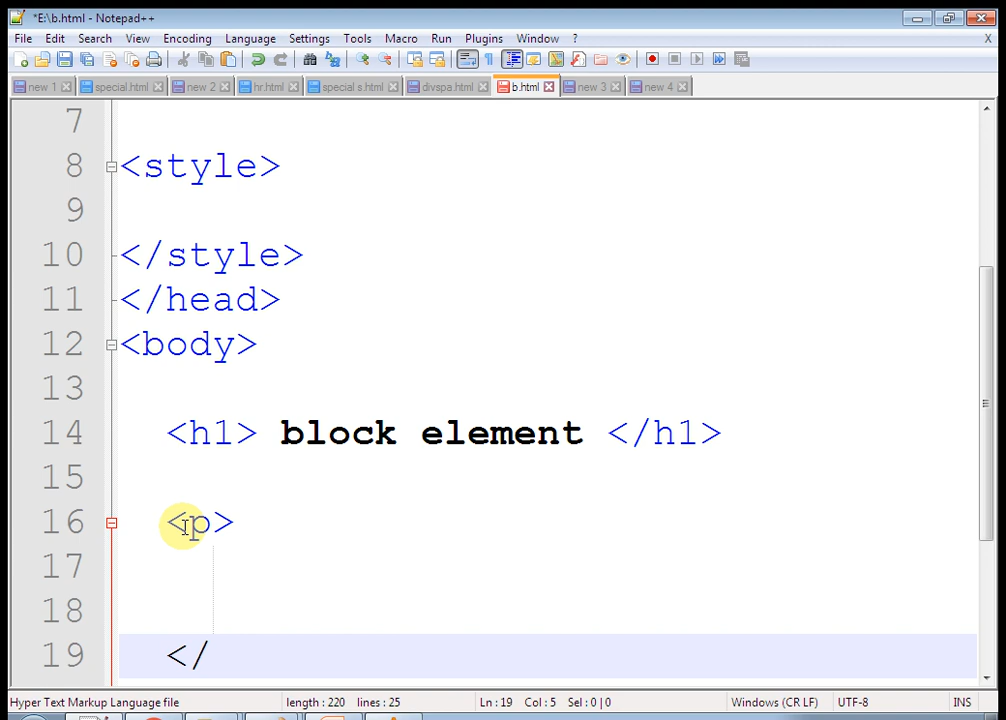 *E:\b.html - Notepad++
File Edit Search View Encoding Language Settings Tools Macro Run Plugins Window ? X
new 1 special.html new 2 hr.html special s.html divspa.html b.html new 3 new 4
7
8 <style>
9
10 </style>
11 </head>
12 <body>
13
14 <h1> block element </h1>
15
16 <p>
17
18
19 </
Hyper Text Markup Language file length : 220 lines : 25 Ln : 19 Col : 5 Sel : 0 | 0 Windows (CR LF) UTF-8 INS